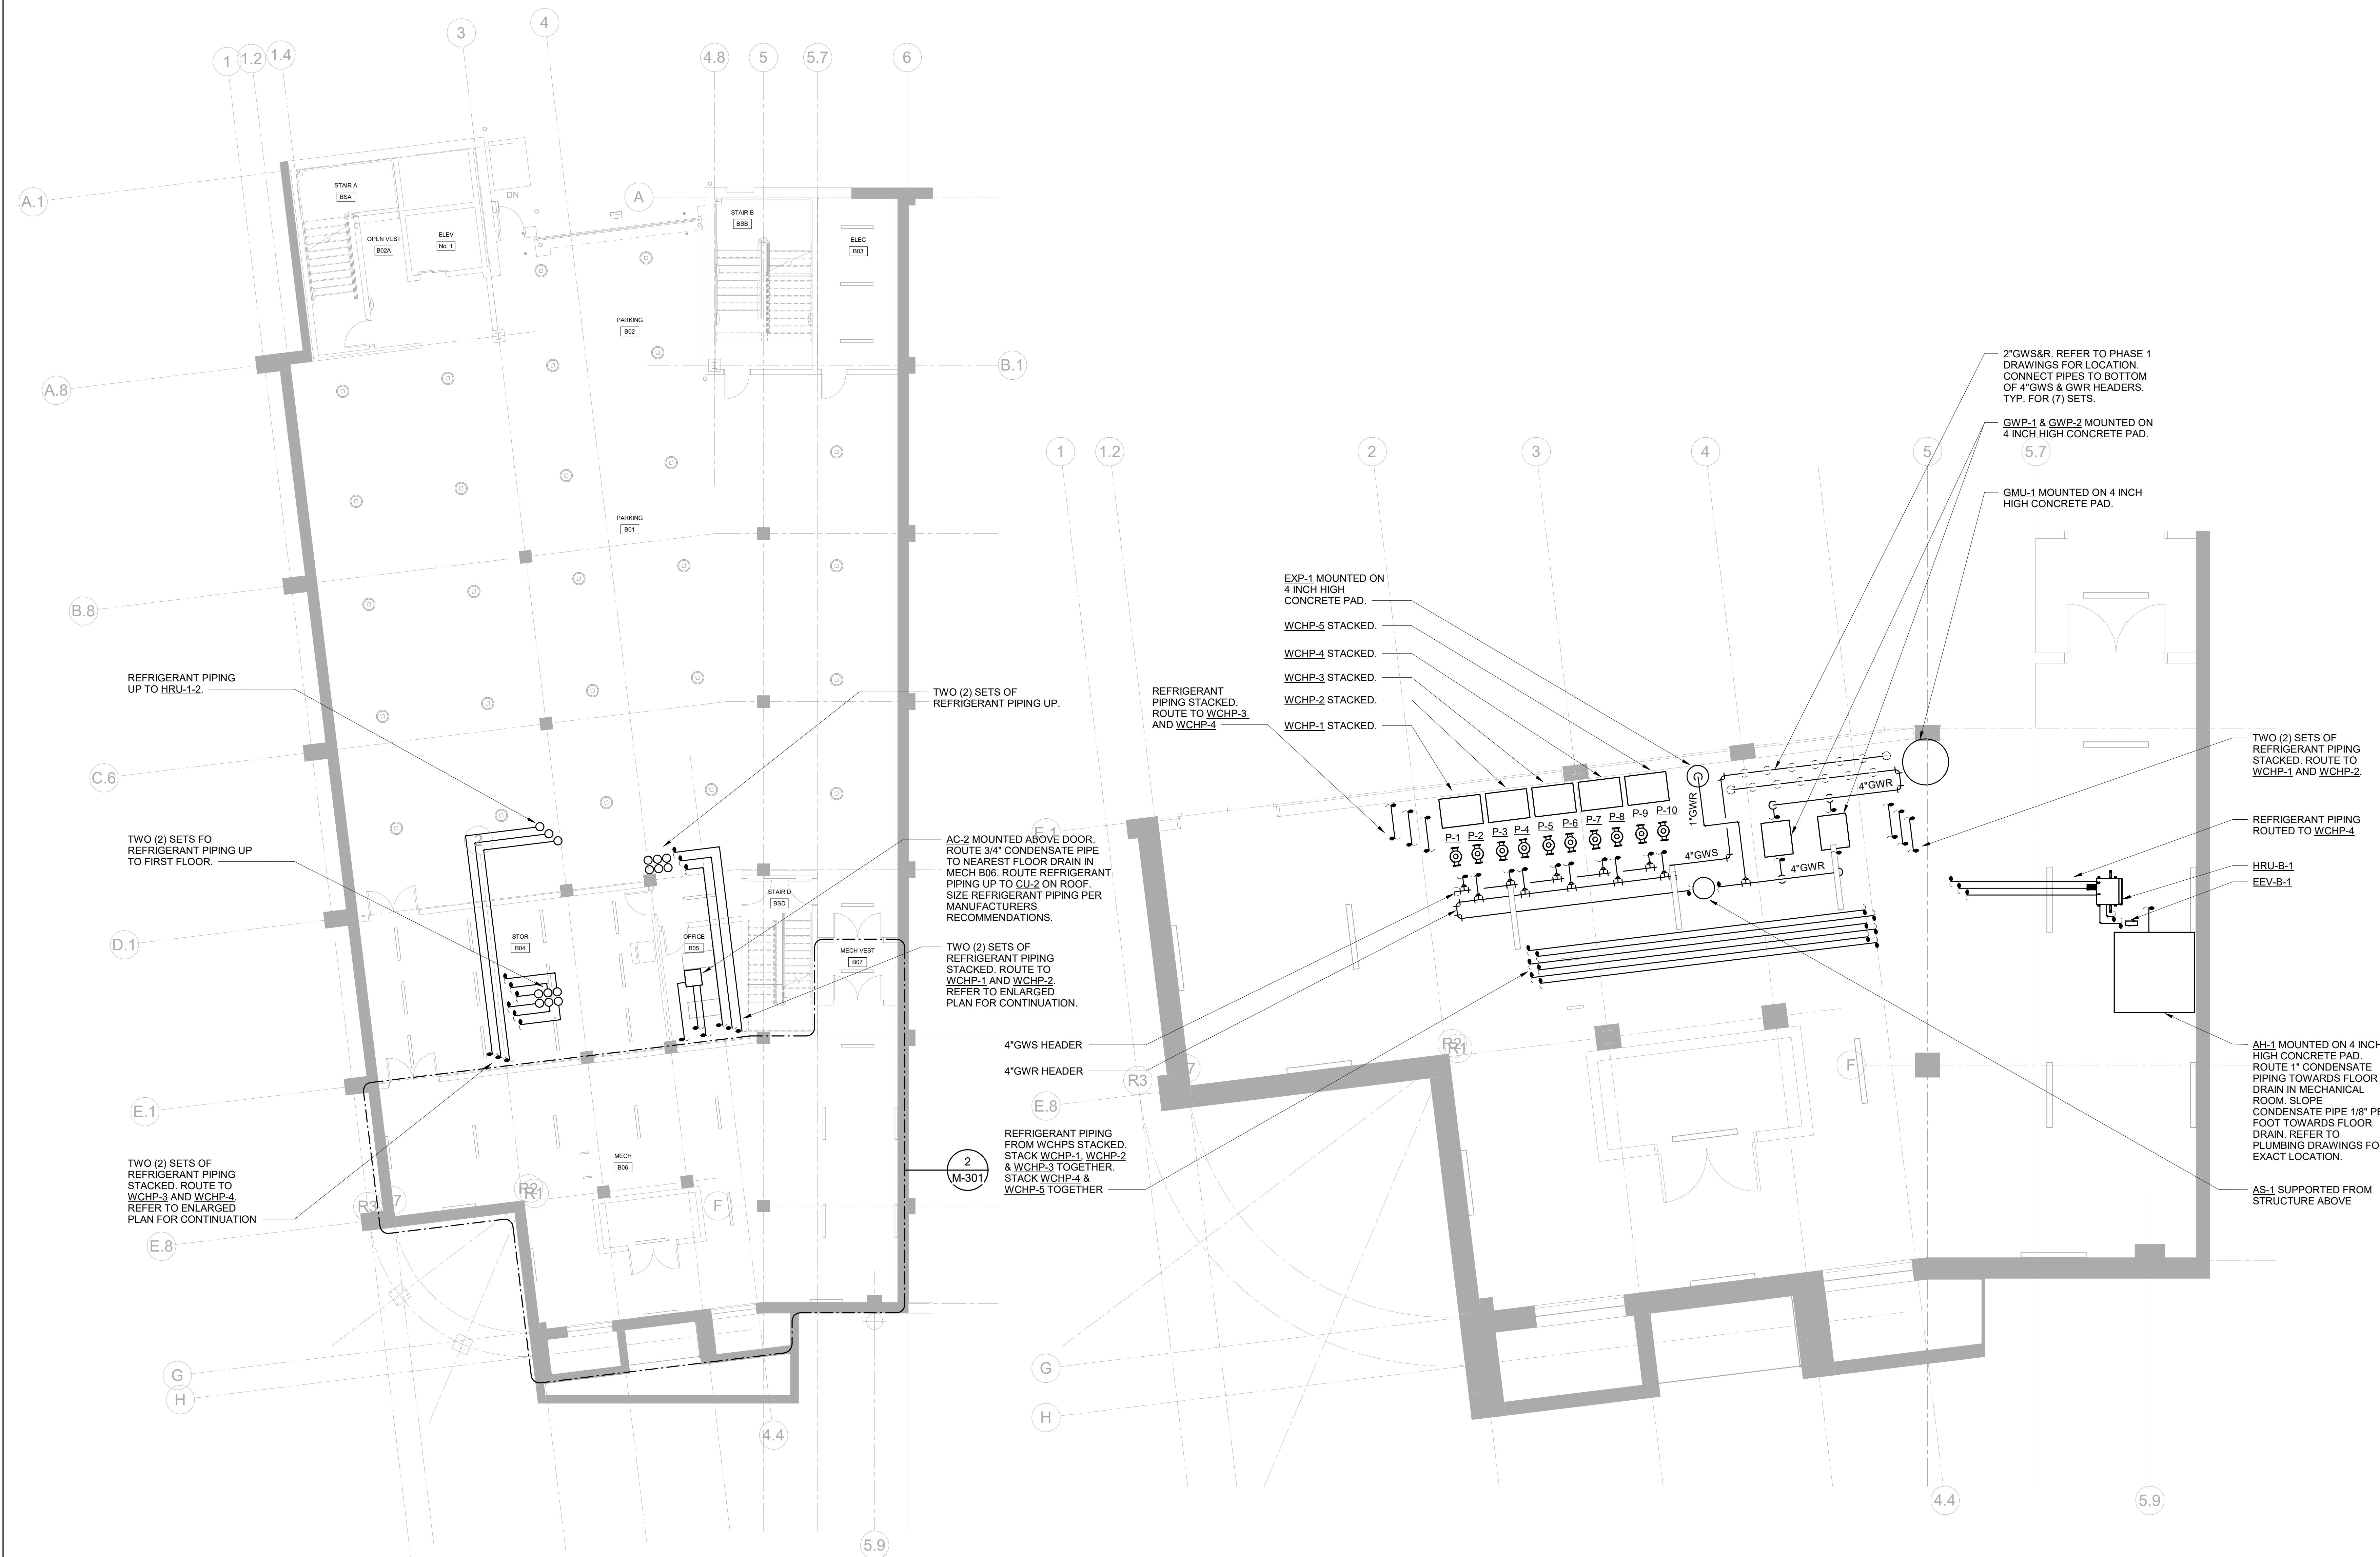 1
1.2
1.4
3
4
4.8
5
5.7
6
A.1
A
STAIR A
BSA
OPEN VEST
B02A
ELEV
No. 1
DN
STAIR B
BSB
ELEC
B03
PARKING
B02
B.1
A.8
PARKING
B01
B.8
C.6
D.1
E.1
E.8
G
H
F
R3
7
R2
R1
2
4.4
5.9
REFRIGERANT PIPING
UP TO HRU-1-2.
TWO (2) SETS FO
REFRIGERANT PIPING UP
TO FIRST FLOOR.
TWO (2) SETS OF
REFRIGERANT PIPING
STACKED. ROUTE TO
WCHP-3 AND WCHP-4.
REFER TO ENLARGED
PLAN FOR CONTINUATION
STOR
B04
OFFICE
B05
STAIR D
BSD
MECH VEST
B07
MECH
B06
TWO (2) SETS OF
REFRIGERANT PIPING UP.
AC-2 MOUNTED ABOVE DOOR.
ROUTE 3/4" CONDENSATE PIPE
TO NEAREST FLOOR DRAIN IN
MECH B06. ROUTE REFRIGERANT
PIPING UP TO CU-2 ON ROOF.
SIZE REFRIGERANT PIPING PER
MANUFACTURERS
RECOMMENDATIONS.
TWO (2) SETS OF
REFRIGERANT PIPING
STACKED. ROUTE TO
WCHP-1 AND WCHP-2.
REFER TO ENLARGED
PLAN FOR CONTINUATION.
2
M-301
1
1.2
2
3
4
5
5.7
E.1
E.8
R3
7
R2
R1
F
G
H
4.4
5.9
REFRIGERANT
PIPING STACKED.
ROUTE TO WCHP-3
AND WCHP-4
EXP-1 MOUNTED ON
4 INCH HIGH
CONCRETE PAD.
WCHP-5 STACKED.
WCHP-4 STACKED.
WCHP-3 STACKED.
WCHP-2 STACKED.
WCHP-1 STACKED.
P-1
P-2
P-3
P-4
P-5
P-6
P-7
P-8
P-9
P-10
1"GWR
4"GWS
4"GWR
4"GWR
4"GWS HEADER
4"GWR HEADER
REFRIGERANT PIPING
FROM WCHPS STACKED.
STACK WCHP-1, WCHP-2
& WCHP-3 TOGETHER.
STACK WCHP-4 &
WCHP-5 TOGETHER
2"GWS&R. REFER TO PHASE 1
DRAWINGS FOR LOCATION.
CONNECT PIPES TO BOTTOM
OF 4"GWS & GWR HEADERS.
TYP. FOR (7) SETS.
GWP-1 & GWP-2 MOUNTED ON
4 INCH HIGH CONCRETE PAD.
GMU-1 MOUNTED ON 4 INCH
HIGH CONCRETE PAD.
TWO (2) SETS OF
REFRIGERANT PIPING
STACKED. ROUTE TO
WCHP-1 AND WCHP-2.
REFRIGERANT PIPING
ROUTED TO WCHP-4
HRU-B-1
EEV-B-1
AH-1 MOUNTED ON 4 INCH
HIGH CONCRETE PAD.
ROUTE 1" CONDENSATE
PIPING TOWARDS FLOOR
DRAIN IN MECHANICAL
ROOM. SLOPE
CONDENSATE PIPE 1/8"
FOOT TOWARDS FLOOR
DRAIN. REFER TO
PLUMBING DRAWINGS
EXACT LOCATION.
AS-1 SUPPORTED FROM
STRUCTURE ABOVE